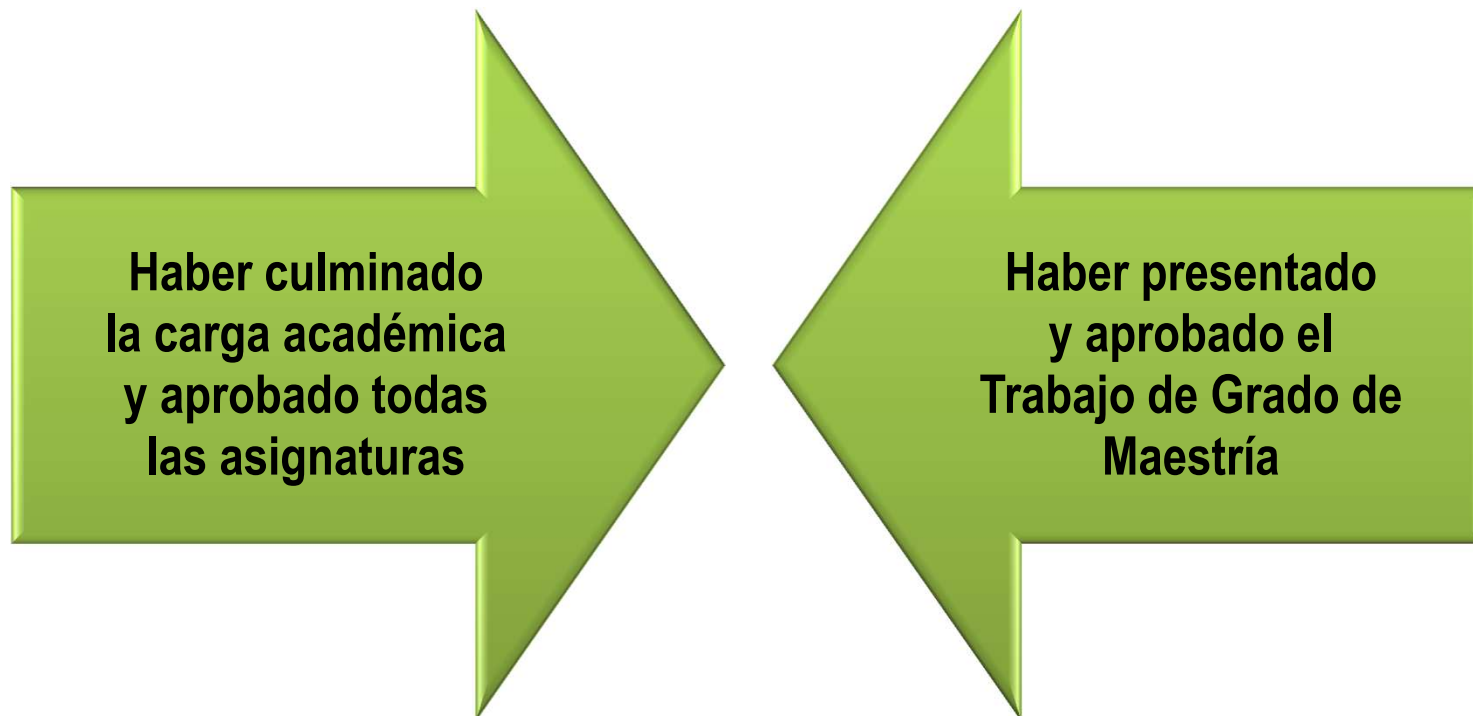 Haber culminado
la carga académica
y aprobado todas
las asignaturas
Haber presentado
y aprobado el
Trabajo de Grado de
Maestría